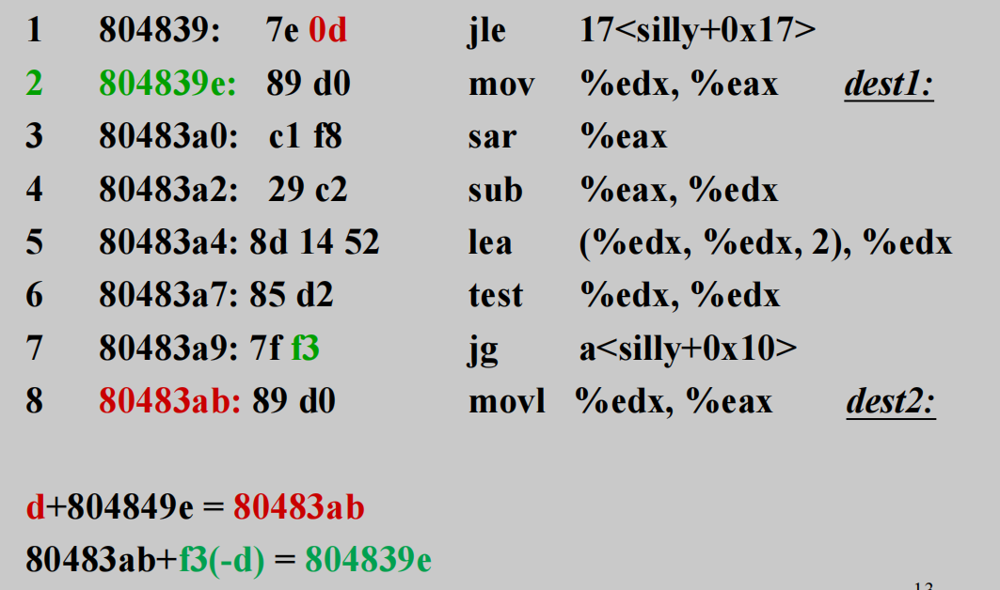 1 804839: 7e 0d jle 17<silly+0x17>
2 804839e: 89 d0 mov %edx, %eax dest1:
3 80483a0: c1 f8 sar %eax
4 80483a2: 29 c2 sub %eax, %edx
5 80483a4: 8d 14 52 lea (%edx, %edx, 2), %edx
6 80483a7: 85 d2 test %edx, %edx
7 80483a9: 7f f3 jg a<silly+0x10>
8 80483ab: 89 d0 movl %edx, %eax dest2:
d+804849e = 80483ab
80483ab+f3(-d) = 804839e